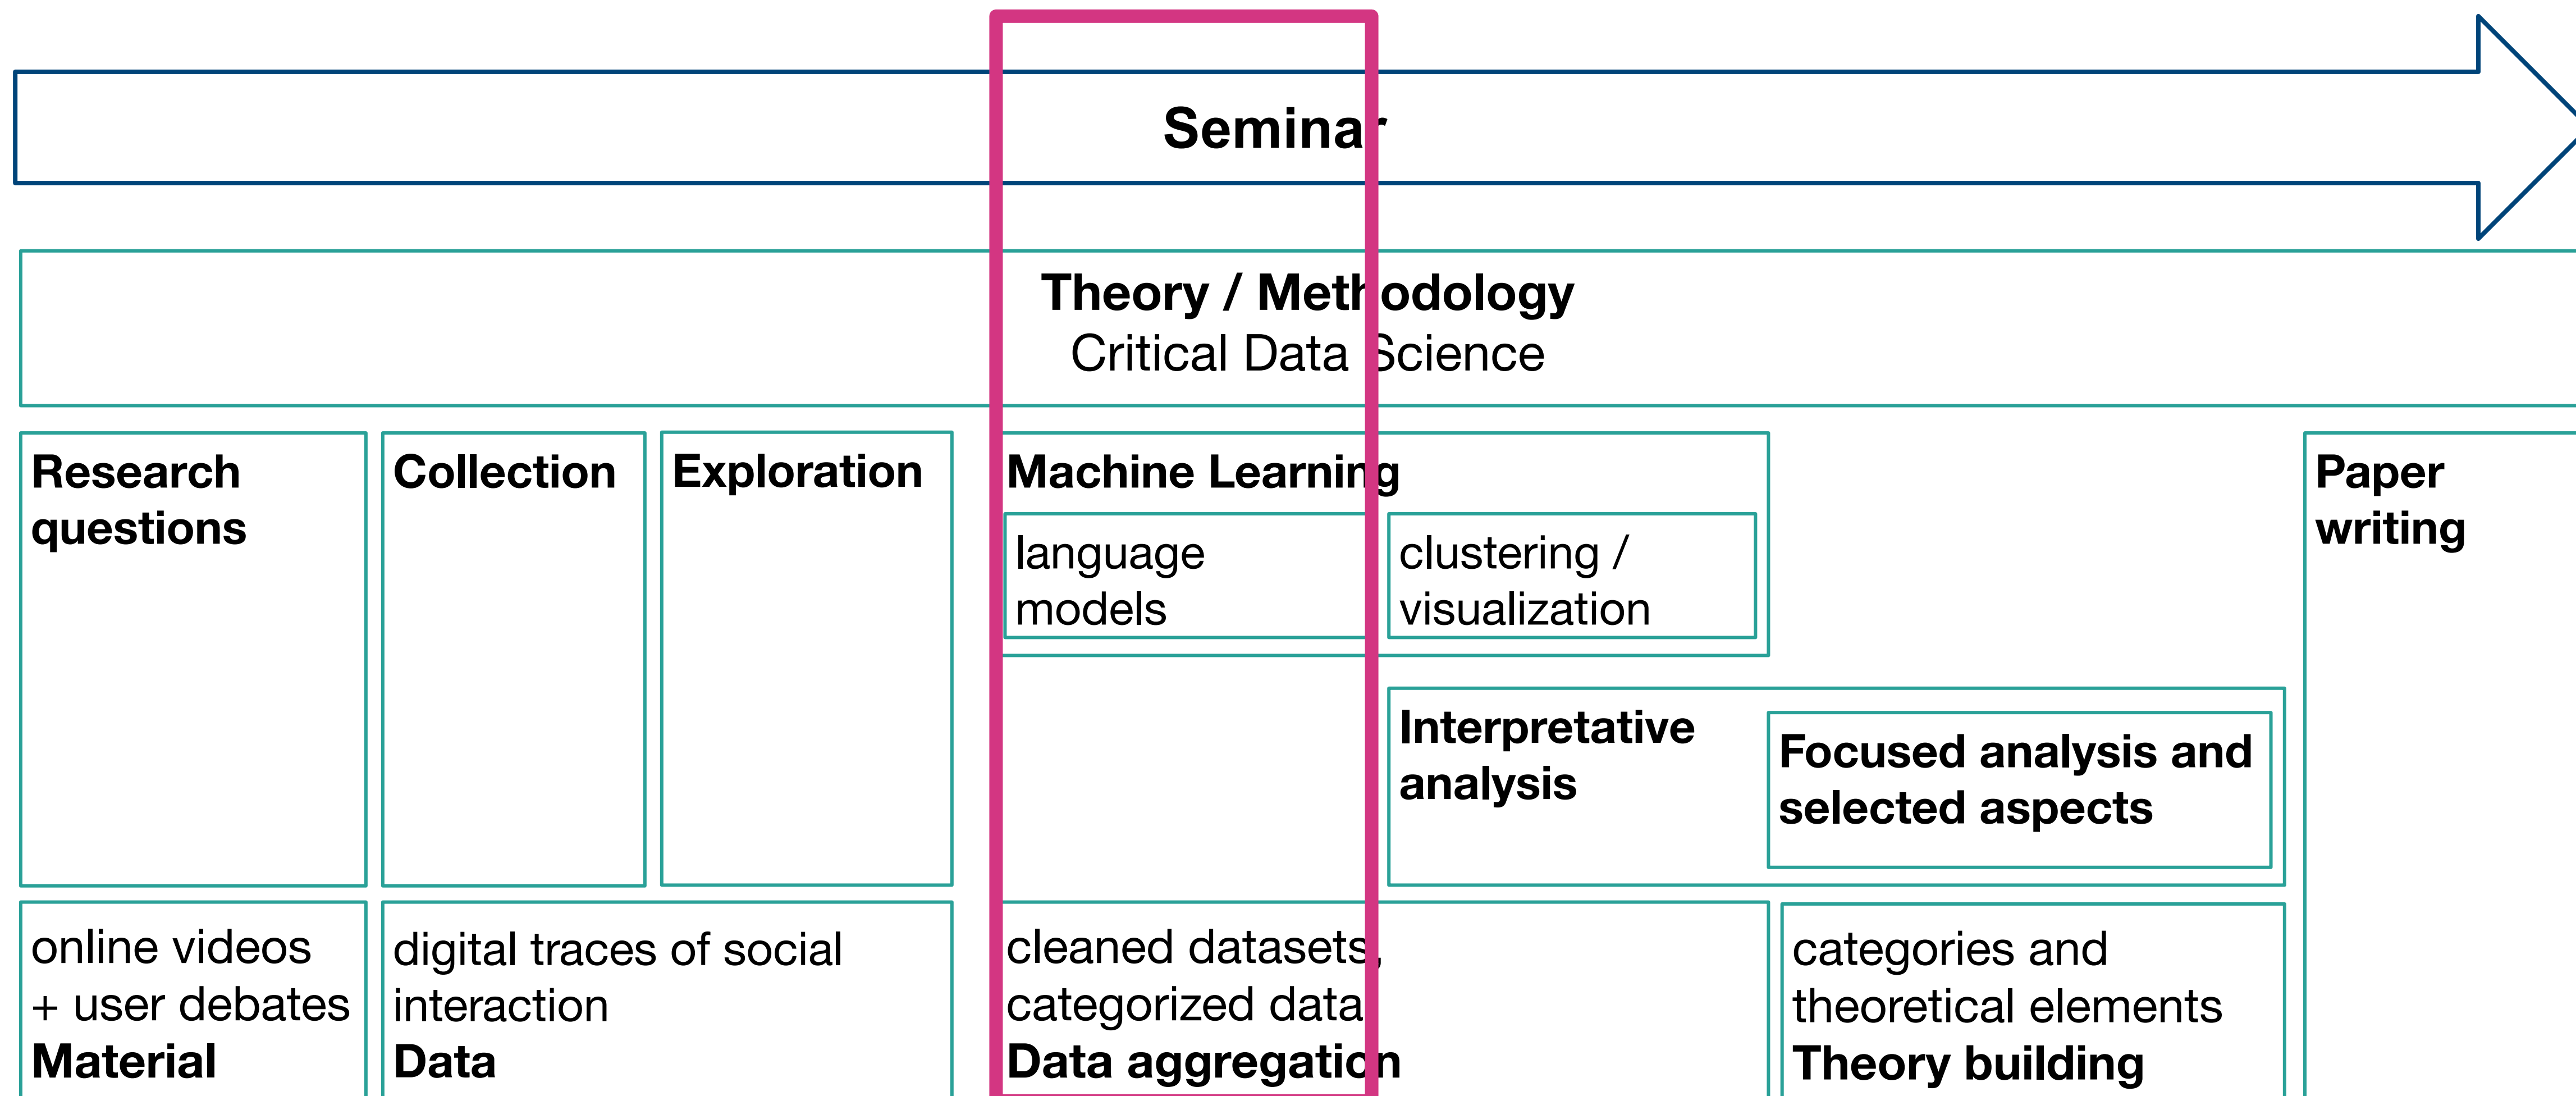 Seminar
Theory / Methodology
Critical Data Science
Research
questions
Collection
Exploration
Machine Learning
language
models
clustering /
visualization
Interpretative
analysis
Focused analysis and
selected aspects
Paper
writing
online videos
+ user debates
Material
digital traces of social
interaction
Data
cleaned datasets,
categorized data
Data aggregation
categories and
theoretical elements
Theory building